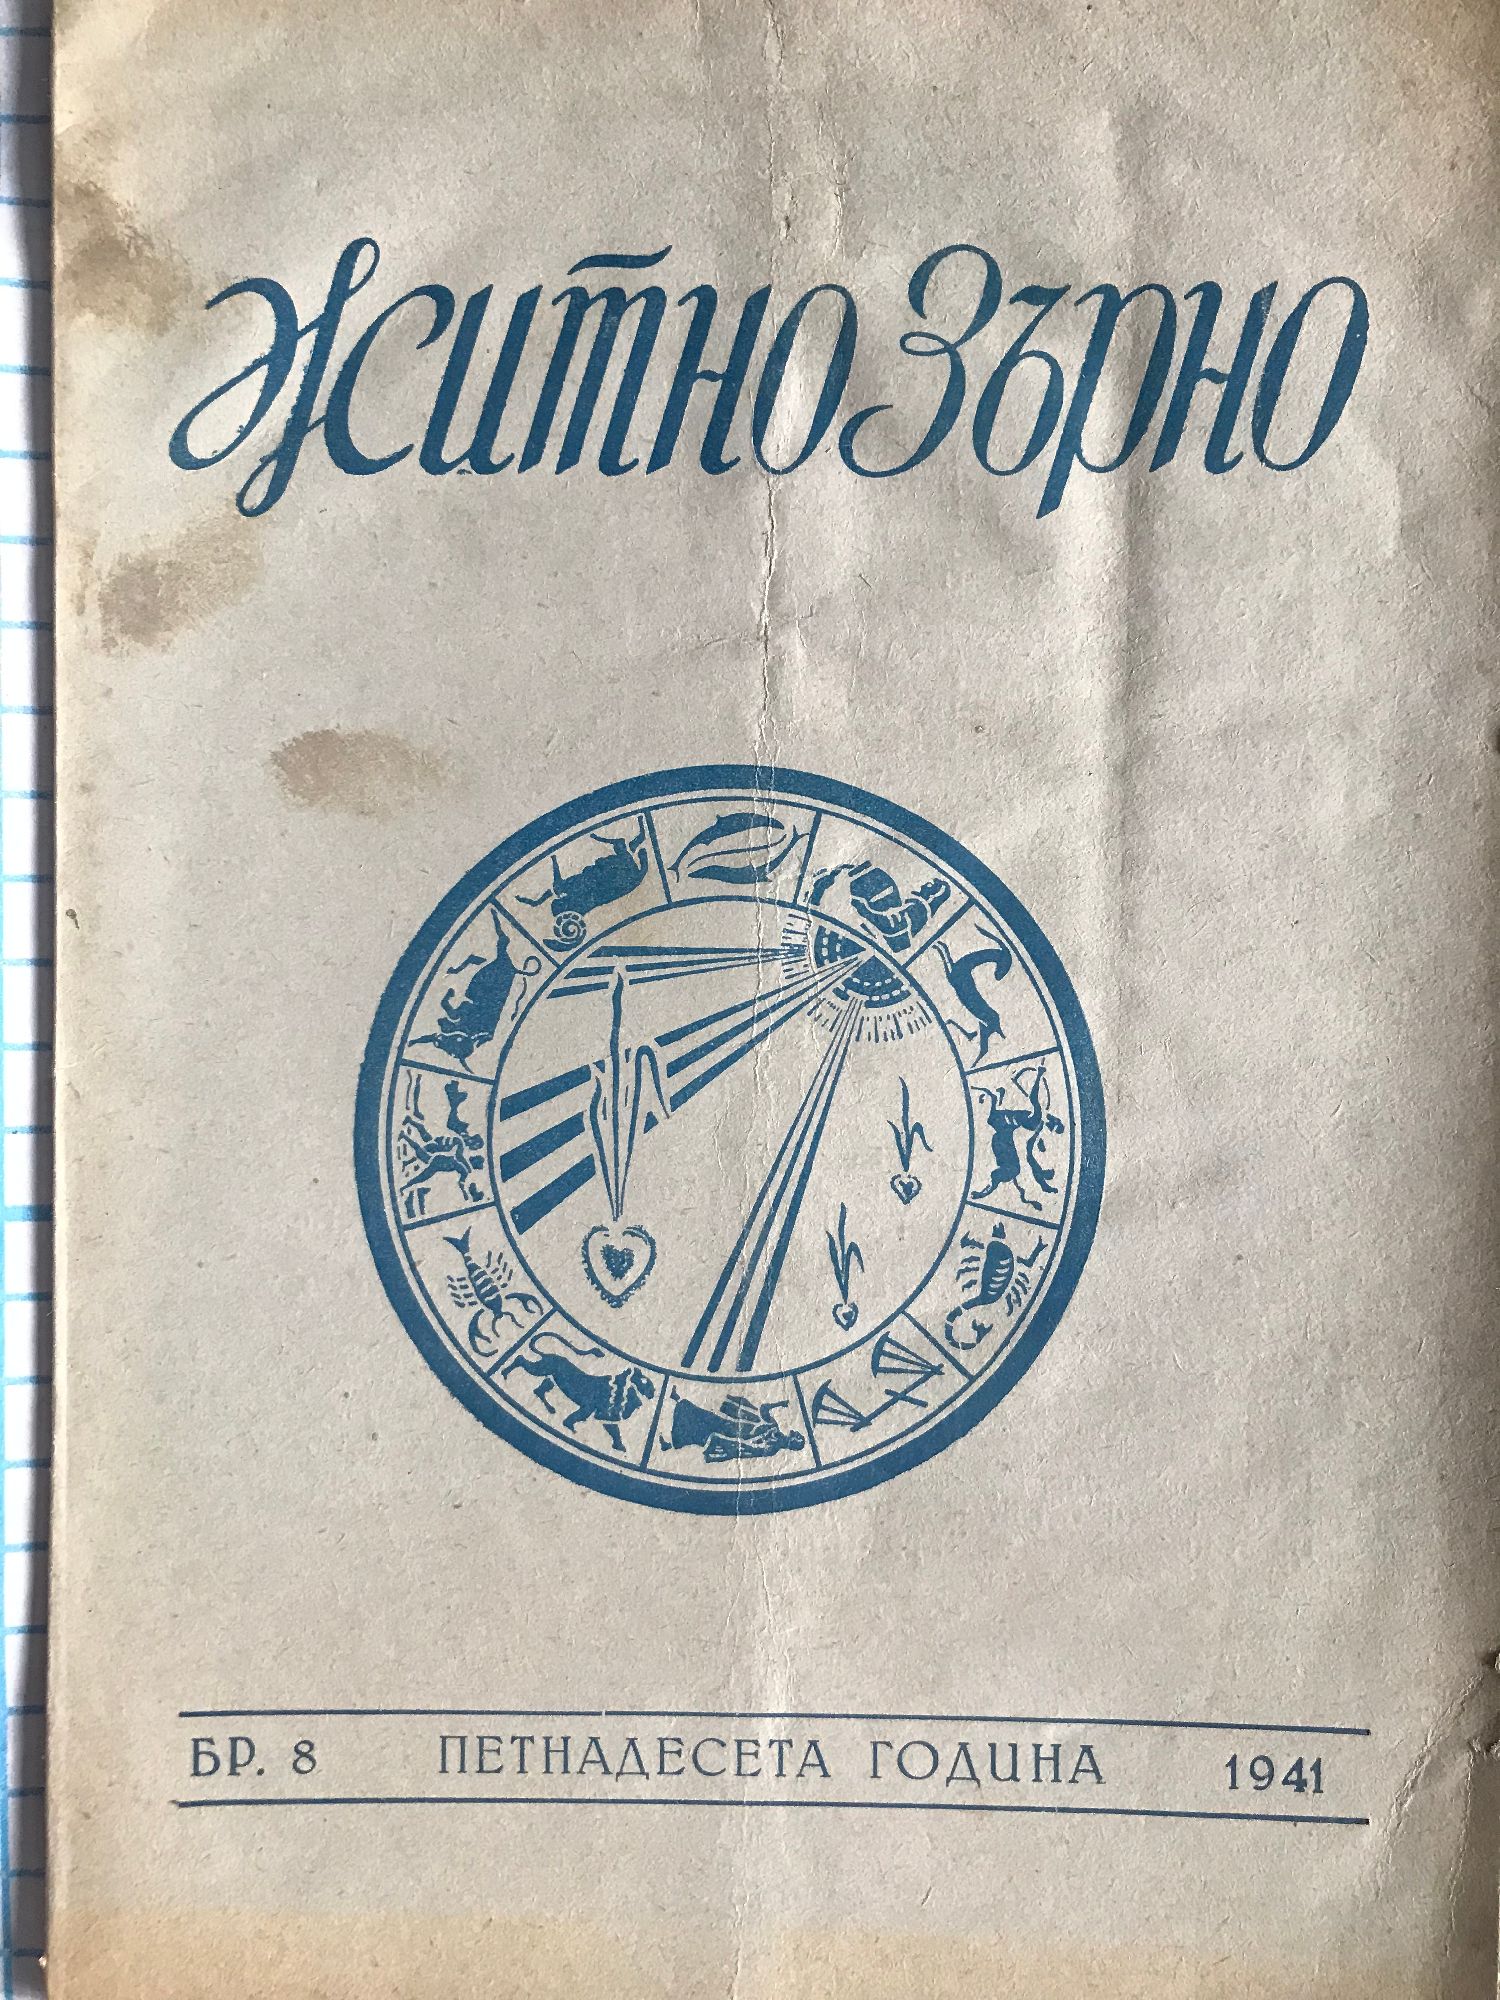 Житно Зърно
БР. 8 ПЕТНАДЕСЕТА ГОДИНА 1941